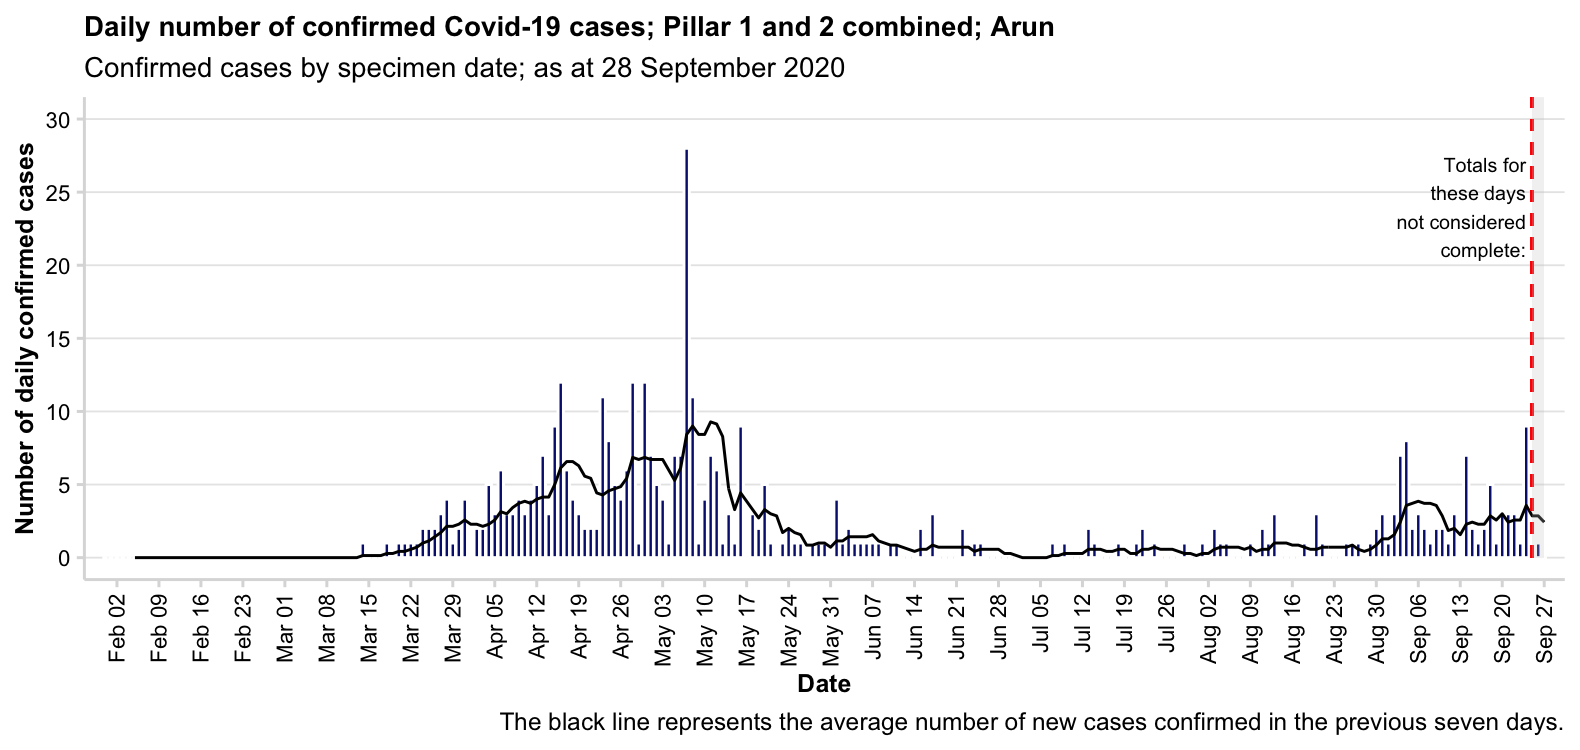 Daily number of confirmed Covid-19 cases; Pillar 1 and 2 combined; Arun
Confirmed cases by specimen date; as at 28 September 2020
Number of daily confirmed cases
30
25
20
15
10
5
0
Totals for
these days
not considered
complete:
Feb 02
Feb 09
Feb 16
Feb 23
Mar 01
Mar 08
Mar 15
Mar 22
Mar 29
Apr 05
Apr 12
Apr 19
Apr 26
May 03
May 10
May 17
May 24
May 31
Jun 07
Jun 14
Jun 21
Jun 28
Jul 05
Jul 12
Jul 19
Jul 26
Aug 02
Aug 09
Aug 16
Aug 23
Aug 30
Sep 06
Sep 13
Sep 20
Sep 27
Date
The black line represents the average number of new cases confirmed in the previous seven days.